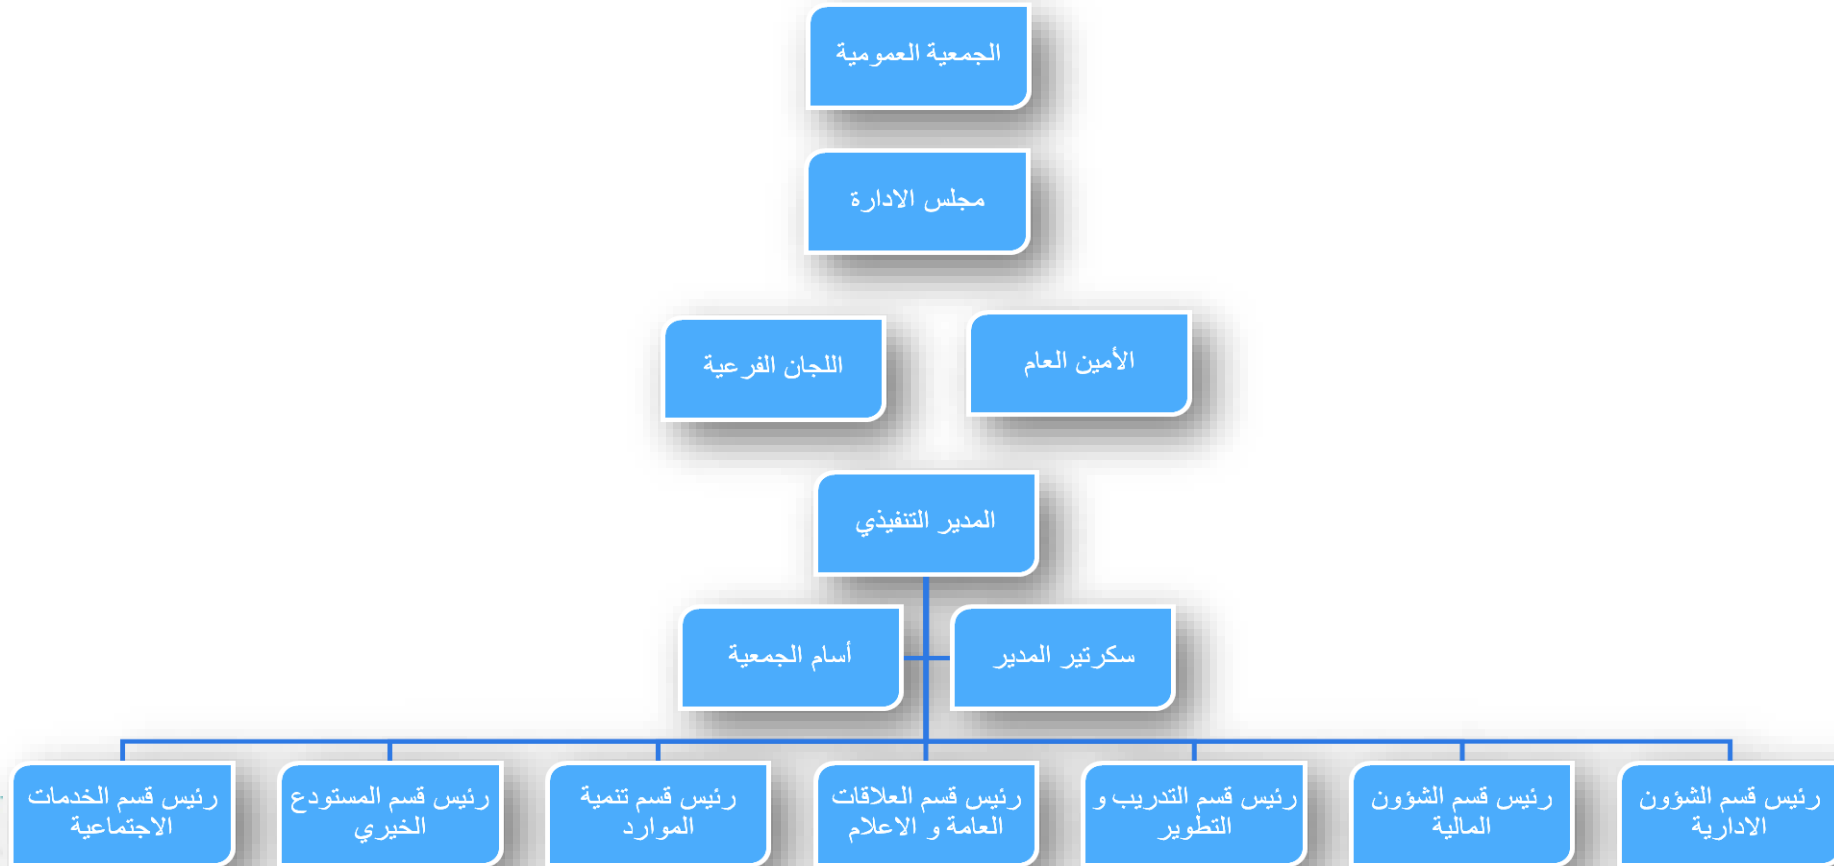 الجمعية العمومية
مجلس الادارة
الأمين العام
اللجان الفرعية
المدير التنفيذي
سكرتير المدير
أسام الجمعية
رئيس قسم الشؤون
الادارية
رئيس قسم الشؤون
المالية
رئيس قسم التدريب و
التطوير
رئيس قسم العلاقات
العامة و الاعلام
رئيس قسم تنمية
الموارد
رئيس قسم المستودع
الخيري
رئيس قسم الخدمات
الاجتماعية